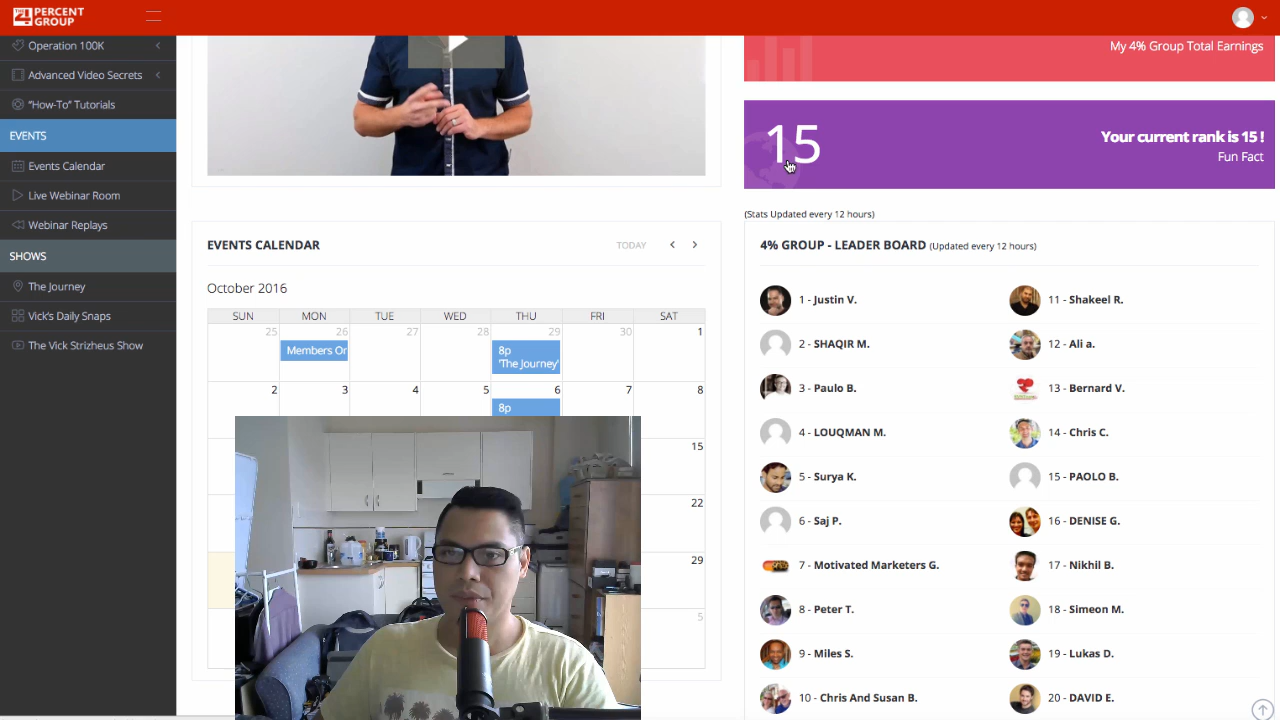 THE 4 PERCENT
GROUP
Operation 100K
Advanced Video Secrets
"How-To" Tutorials
EVENTS
Events Calendar
Live Webinar Room
Webinar Replays
SHOWS
The Journey
Vick's Daily Snaps
The Vick Strizheus Show
EVENTS CALENDAR
TODAY
October 2016
SUN MON TUE WED THU FRI SAT
25 26 27 28 29 30 1
Members Or
8p
'The Journey'
2 3 4 5 6 7 8
8p
15
22
29
5
My 4% Group Total Earnings
15
Your current rank is 15 !
Fun Fact
(Stats Updated every 12 hours)
4% GROUP - LEADER BOARD (Updated every 12 hours)
1 - Justin V.
2 - SHAQIR M.
3 - Paulo B.
4 - LOUQMAN M.
5 - Surya K.
6 - Saj P.
7 - Motivated Marketers G.
8 - Peter T.
9 - Miles S.
10 - Chris And Susan B.
11 - Shakeel R.
12 - Ali a.
13 - Bernard V.
14 - Chris C.
15 - PAOLO B.
16 - DENISE G.
17 - Nikhil B.
18 - Simeon M.
19 - Lukas D.
20 - DAVID E.